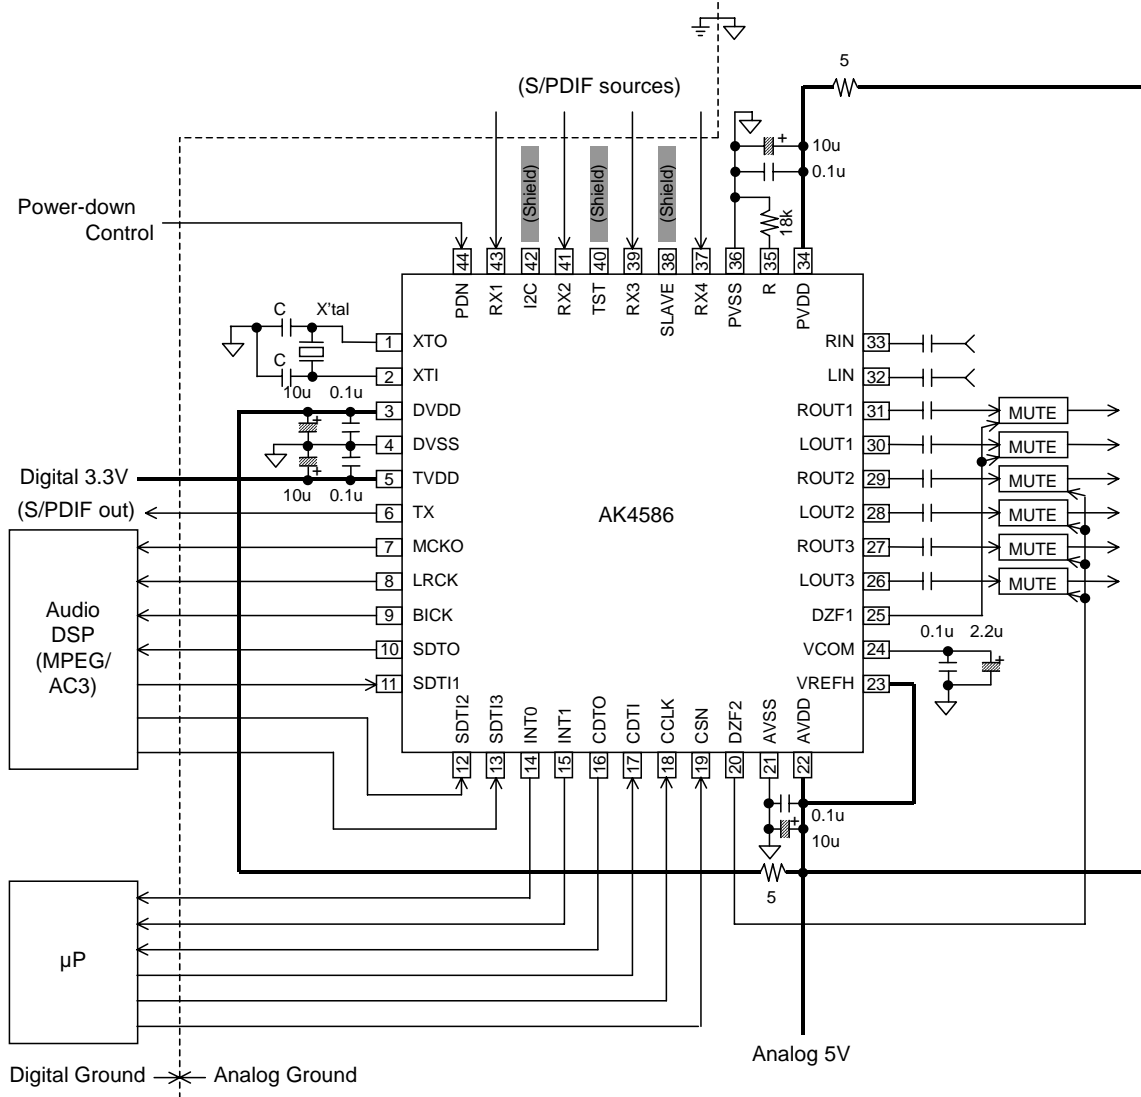 5
(S/PDIF sources)
+
10u
0.1u
(Shield)
(Shield)
(Shield)
18k
Power-down
Control
44
43
42
41
40
39
38
37
36
35
34
PDN
RX1
I2C
RX2
TST
RX3
SLAVE
RX4
PVSS
R
PVDD
C
X'tal
1
XTO
RIN
33
C
2
XTI
LIN
32
10u
0.1u
3
DVDD
ROUT1
31
MUTE
+
4
DVSS
LOUT1
30
MUTE
+
Digital 3.3V
5
TVDD
ROUT2
29
MUTE
10u
0.1u
(S/PDIF out)
6
TX
AK4586
LOUT2
28
MUTE
7
MCKO
ROUT3
27
MUTE
8
LRCK
LOUT3
26
MUTE
Audio
DSP
(MPEG/
AC3)
9
BICK
DZF1
25
10
SDTO
VCOM
24
0.1u
2.2u
+
11
SDTI1
VREFH
23
SDTI2
SDTI3
INT0
INT1
CDTO
CDTI
CCLK
CSN
DZF2
AVSS
AVDD
12
13
14
15
16
17
18
19
20
21
22
0.1u
+
10u
5
µP
Analog 5V
Digital Ground
Analog Ground